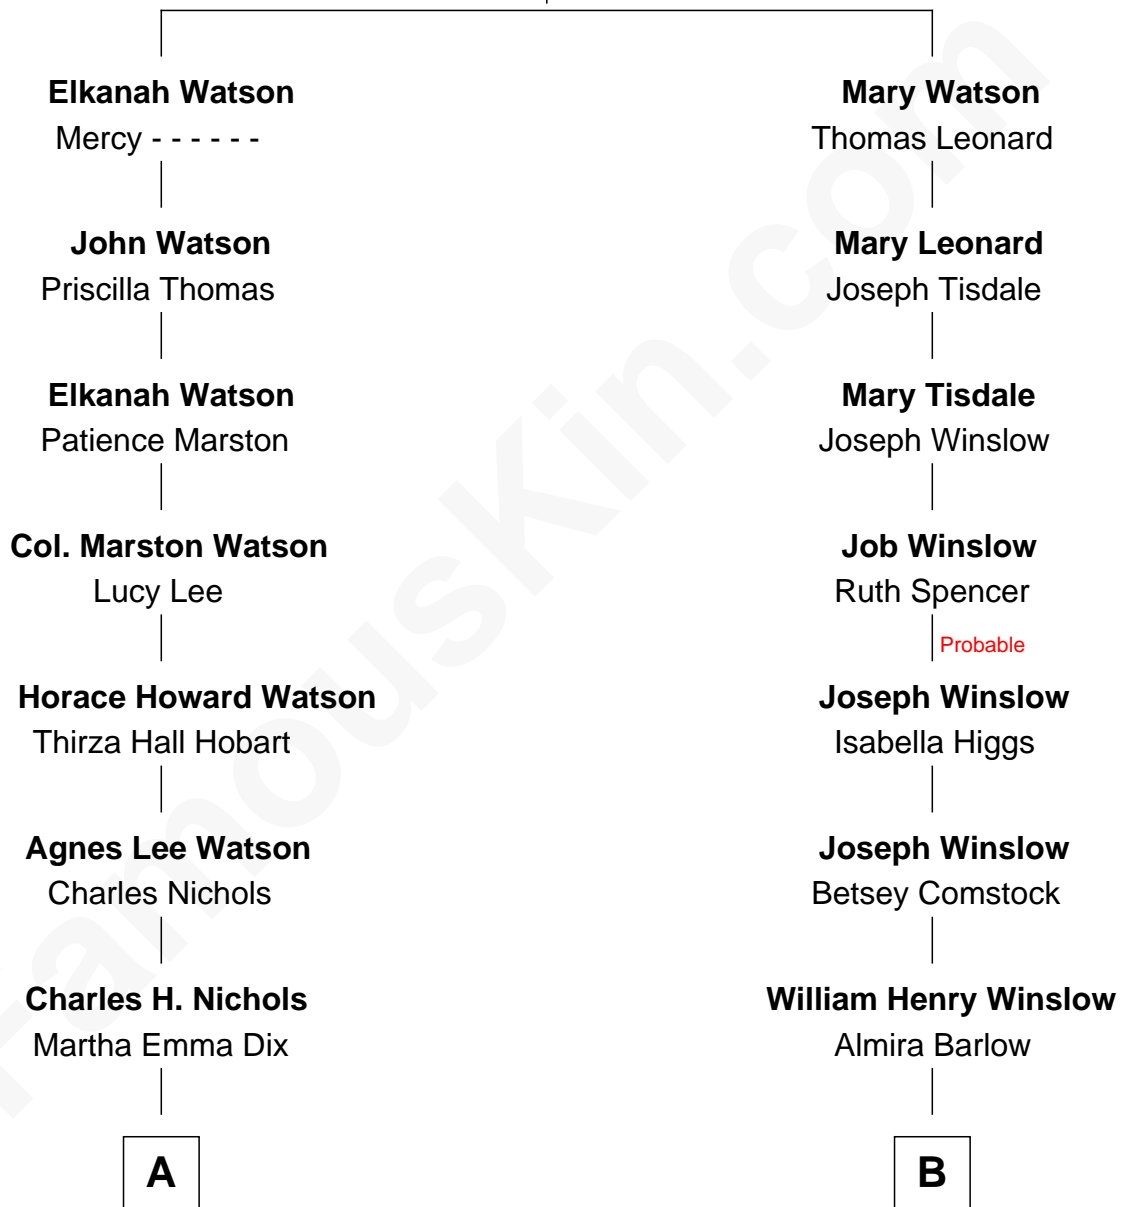 Elkanah Watson
Mercy - - - - - -
Mary Watson
Thomas Leonard
John Watson
Priscilla Thomas
Mary Leonard
Joseph Tisdale
Elkanah Watson
Patience Marston
Mary Tisdale
Joseph Winslow
Col. Marston Watson
Lucy Lee
Job Winslow
Ruth Spencer
Probable
Horace Howard Watson
Thirza Hall Hobart
Joseph Winslow
Isabella Higgs
Agnes Lee Watson
Charles Nichols
Joseph Winslow
Betsey Comstock
Charles H. Nichols
Martha Emma Dix
William Henry Winslow
Almira Barlow
A
B
FamousKin.com